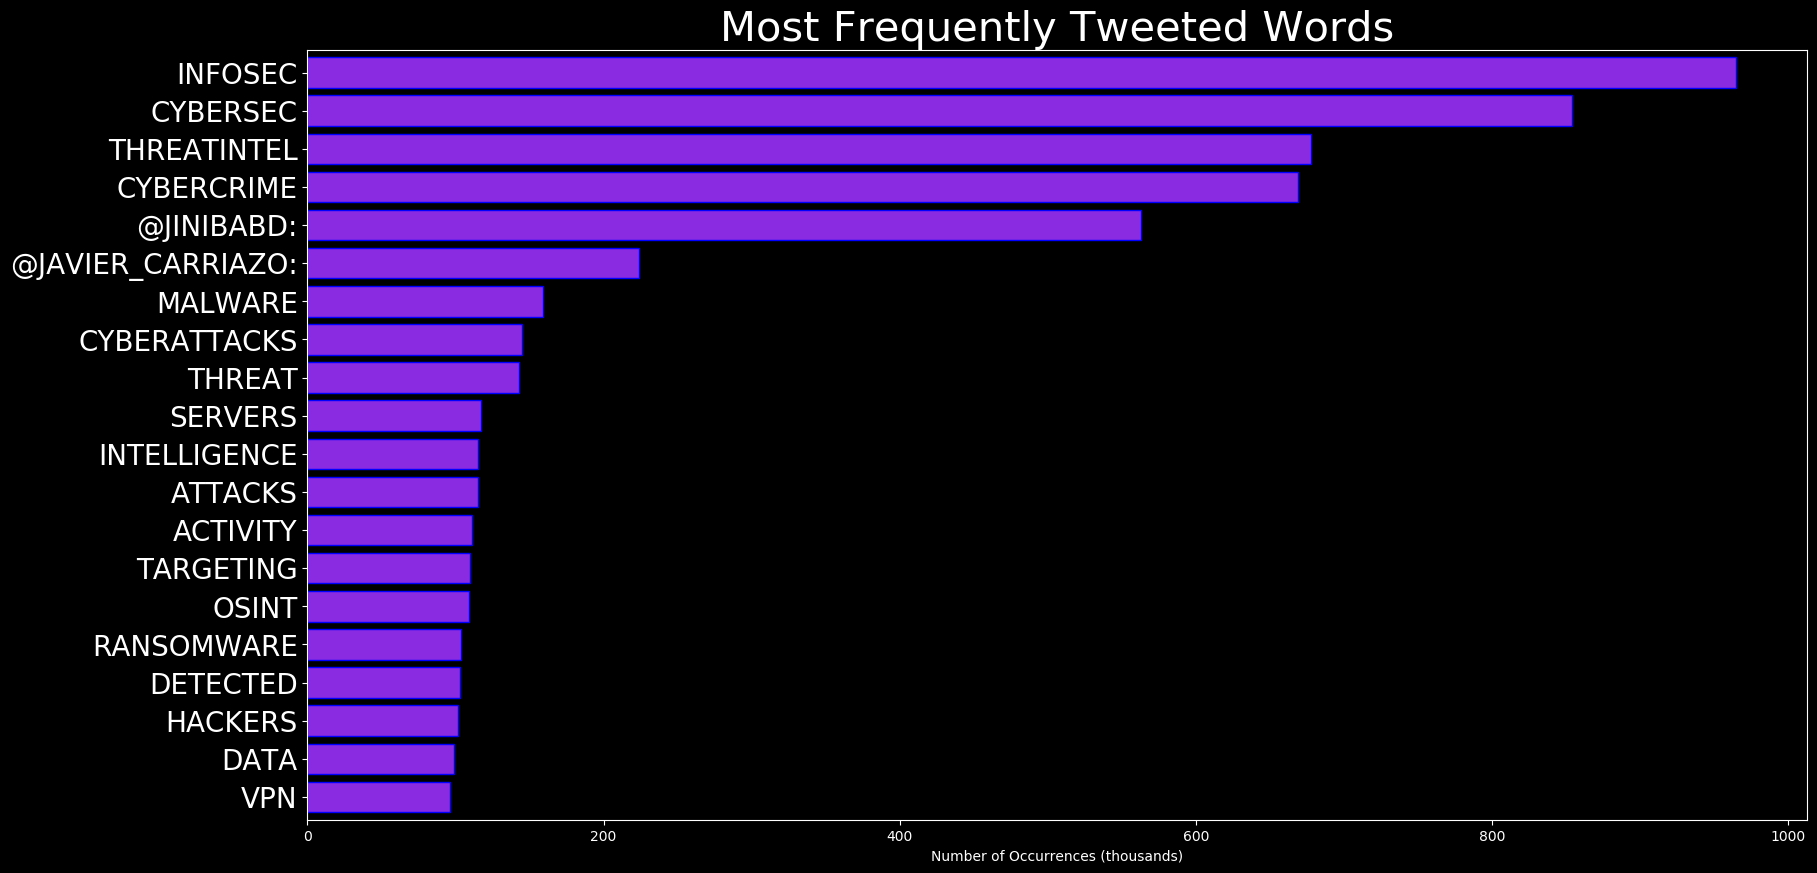 Most Frequently Tweeted Words
INFOSEC
CYBERSEC
THREATINTEL
CYBERCRIME
@JINIBABD:
@JAVIER_CARRIAZO:
MALWARE
CYBERATTACKS
THREAT
SERVERS
INTELLIGENCE
ATTACKS
ACTIVITY
TARGETING
OSINT
RANSOMWARE
DETECTED
HACKERS
DATA
VPN
0 200 400 600 800 1000
Number of Occurrences (thousands)